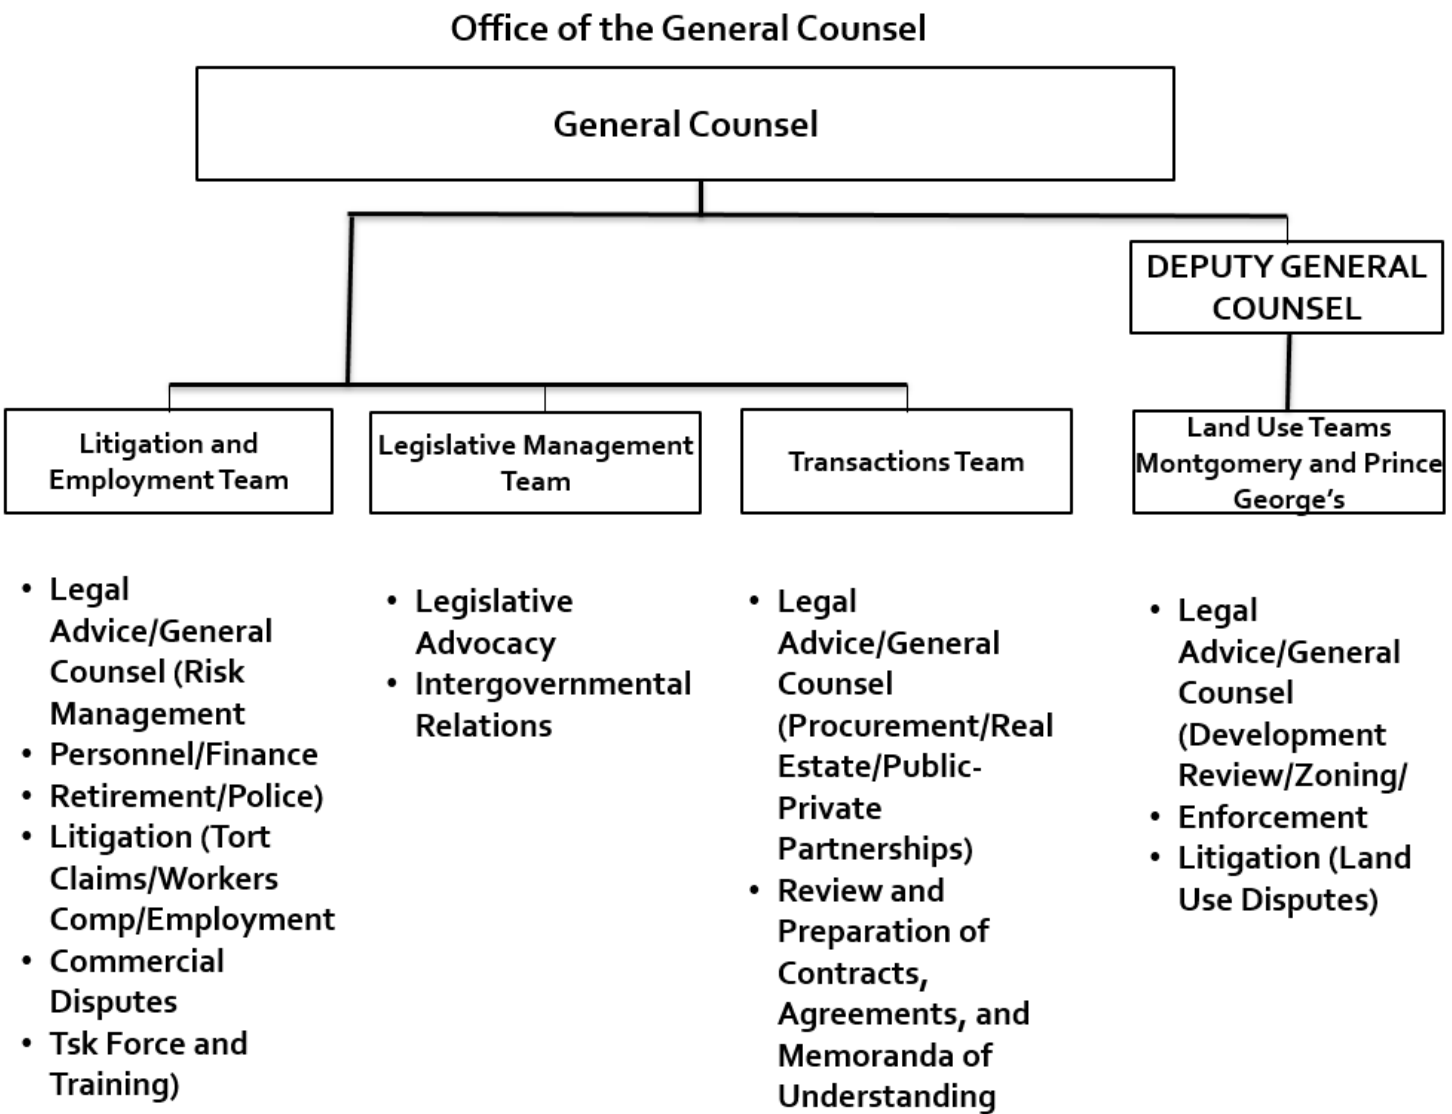 Office of the General Counsel
General Counsel
DEPUTY GENERAL
COUNSEL
Litigation and
Employment Team
Legislative Management
Team
Transactions Team
Land Use Teams
Montgomery and Prince
George's
• Legal
Advice/General
Counsel (Risk
Management
• Personnel/Finance
• Retirement/Police)
• Litigation (Tort
Claims/Workers
Comp/Employment
• Commercial
Disputes
• Tsk Force and
Training)
• Legislative
Advocacy
• Intergovernmental
Relations
• Legal
Advice/General
Counsel
(Procurement/Real
Estate/Public-
Private
Partnerships)
• Review and
Preparation of
Contracts,
Agreements, and
Memoranda of
Understanding
• Legal
Advice/General
Counsel
(Development
Review/Zoning/
• Enforcement
• Litigation (Land
Use Disputes)